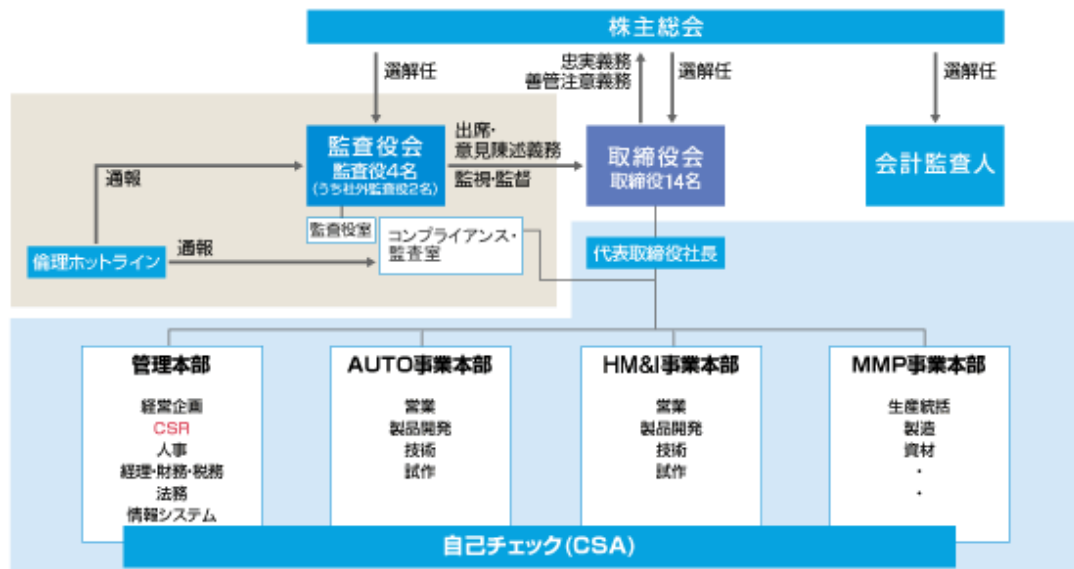 株主総会
選解任
忠実義務
善管注意義務
選解任
選解任
監査役会
監査役4名
(うち社外監査役2名)
出席・
意見陳述義務
監視・監督
取締役会
取締役14名
会計監査人
通報
監査役室
コンプライアンス・
監査室
通報
倫理ホットライン
代表取締役社長
管理本部
経営企画
CSR
人事
経理・財務・税務
法務
情報システム
AUTO事業本部
営業
製品開発
技術
試作
HM&I事業本部
営業
製品開発
技術
試作
MMP事業本部
生産統括
製造
資材
・
・
自己チェック(CSA)